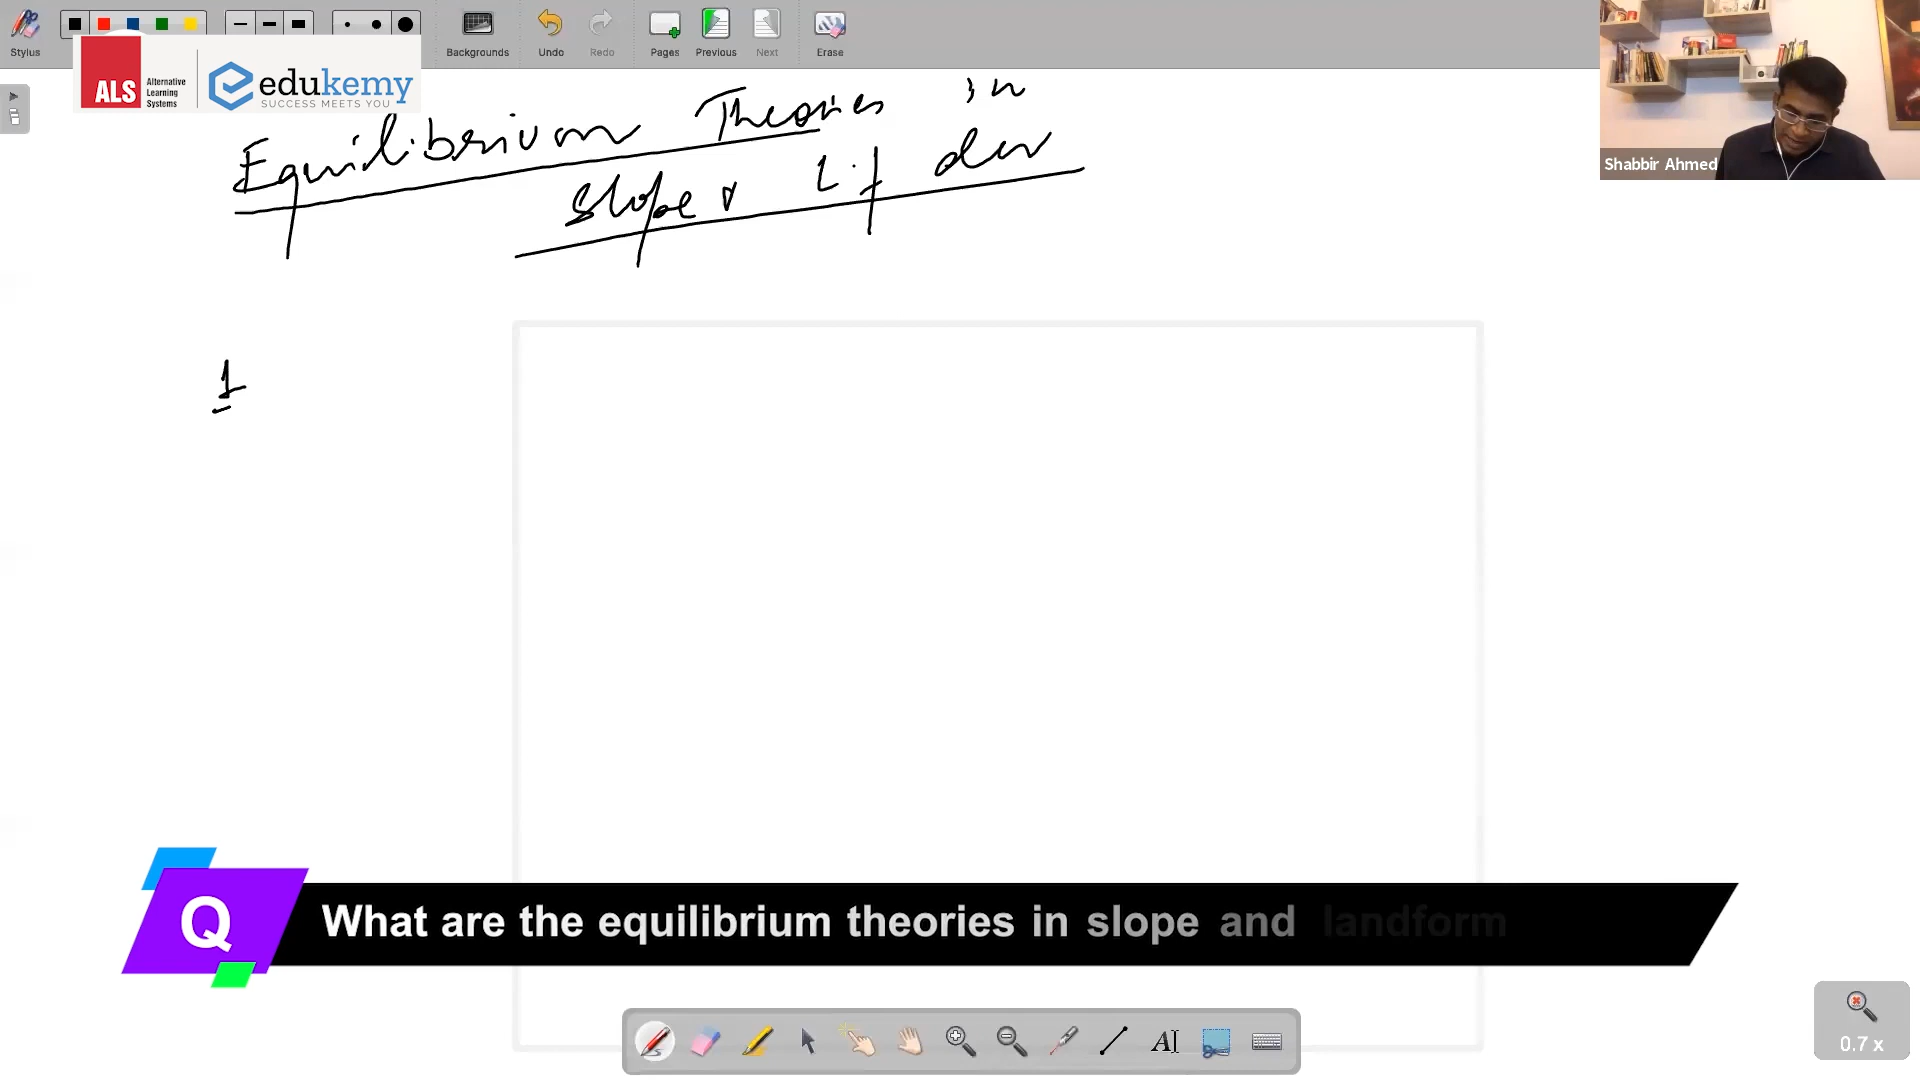 Stylus
Backgrounds
Undo
Redo
Pages
Previous
Next
Erase
ALS
Alternative
Learning
Systems
edukemy
SUCCESS MEETS YOU
Shabbir Ahmed
Equilibrium Theories in
slope & l.f dev
1
Q
What are the equilibrium theories in slope and landform
A
0.7 x